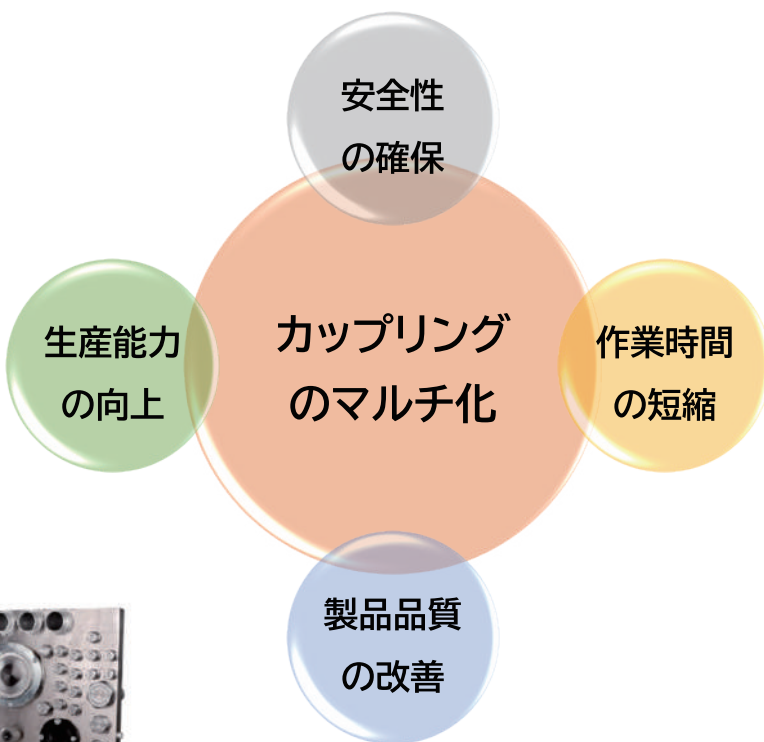 安全性
の確保
生産能力
の向上
カップリング
のマルチ化
作業時間
の短縮
製品品質
の改善